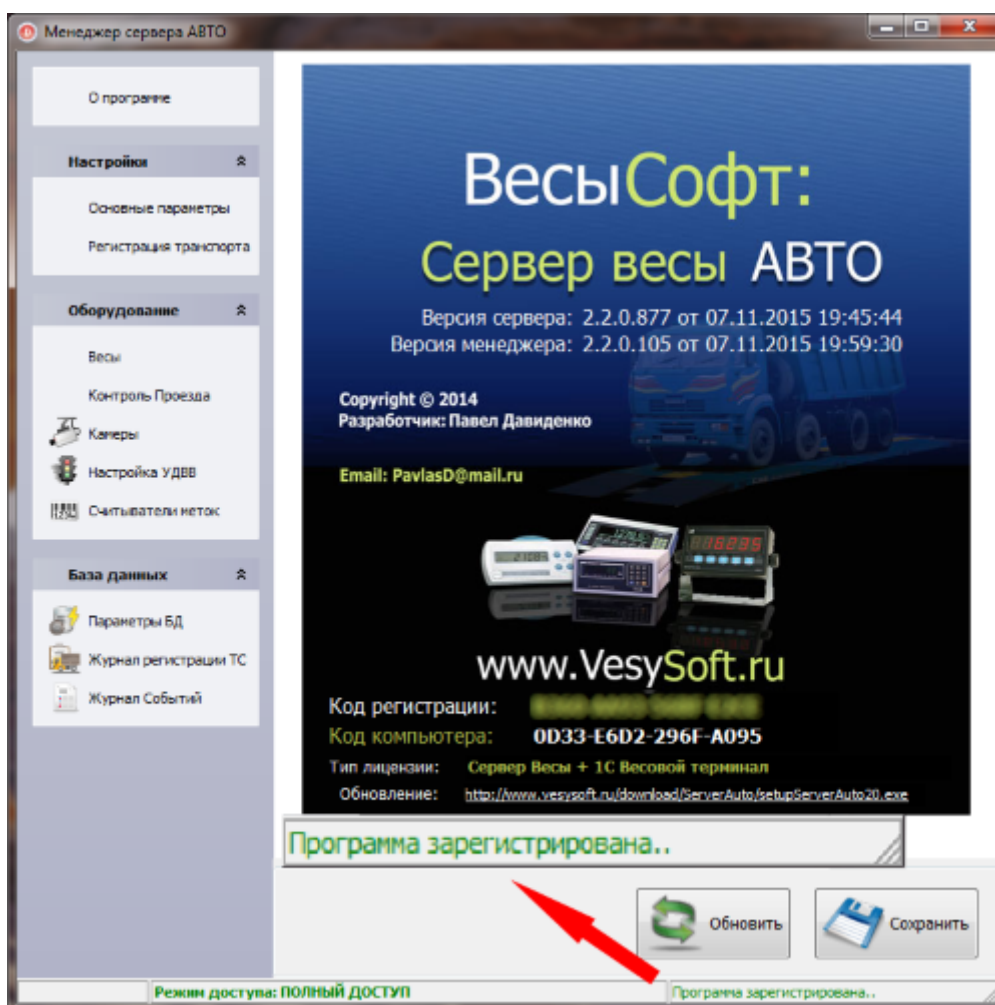 Менеджер сервера АВТО
О программе
Настройки
Основные параметры
Регистрация транспорта
Оборудование
Весы
Контроль Проезда
Камеры
Настройка УДВВ
Считыватели меток
База данных
Параметры БД
Журнал регистрации ТС
Журнал Событий
ВесыСофт:
Сервер весы АВТО
Версия сервера: 2.2.0.877 от 07.11.2015 19:45:44
Версия менеджера: 2.2.0.105 от 07.11.2015 19:59:30
Copyright © 2014
Разработчик: Павел Давиденко
Email: PavlasD@mail.ru
www.VesySoft.ru
Код регистрации:
Код компьютера: 0D33-E6D2-296F-A095
Тип лицензии: Сервер Весы + 1С Весовой терминал
Обновление: http://www.vesysoft.ru/download/ServerAuto/setupServerAuto20.exe
Программа зарегистрирована..
Обновить
Сохранить
Режим доступа: ПОЛНЫЙ ДОСТУП
Программа зарегистрирована..